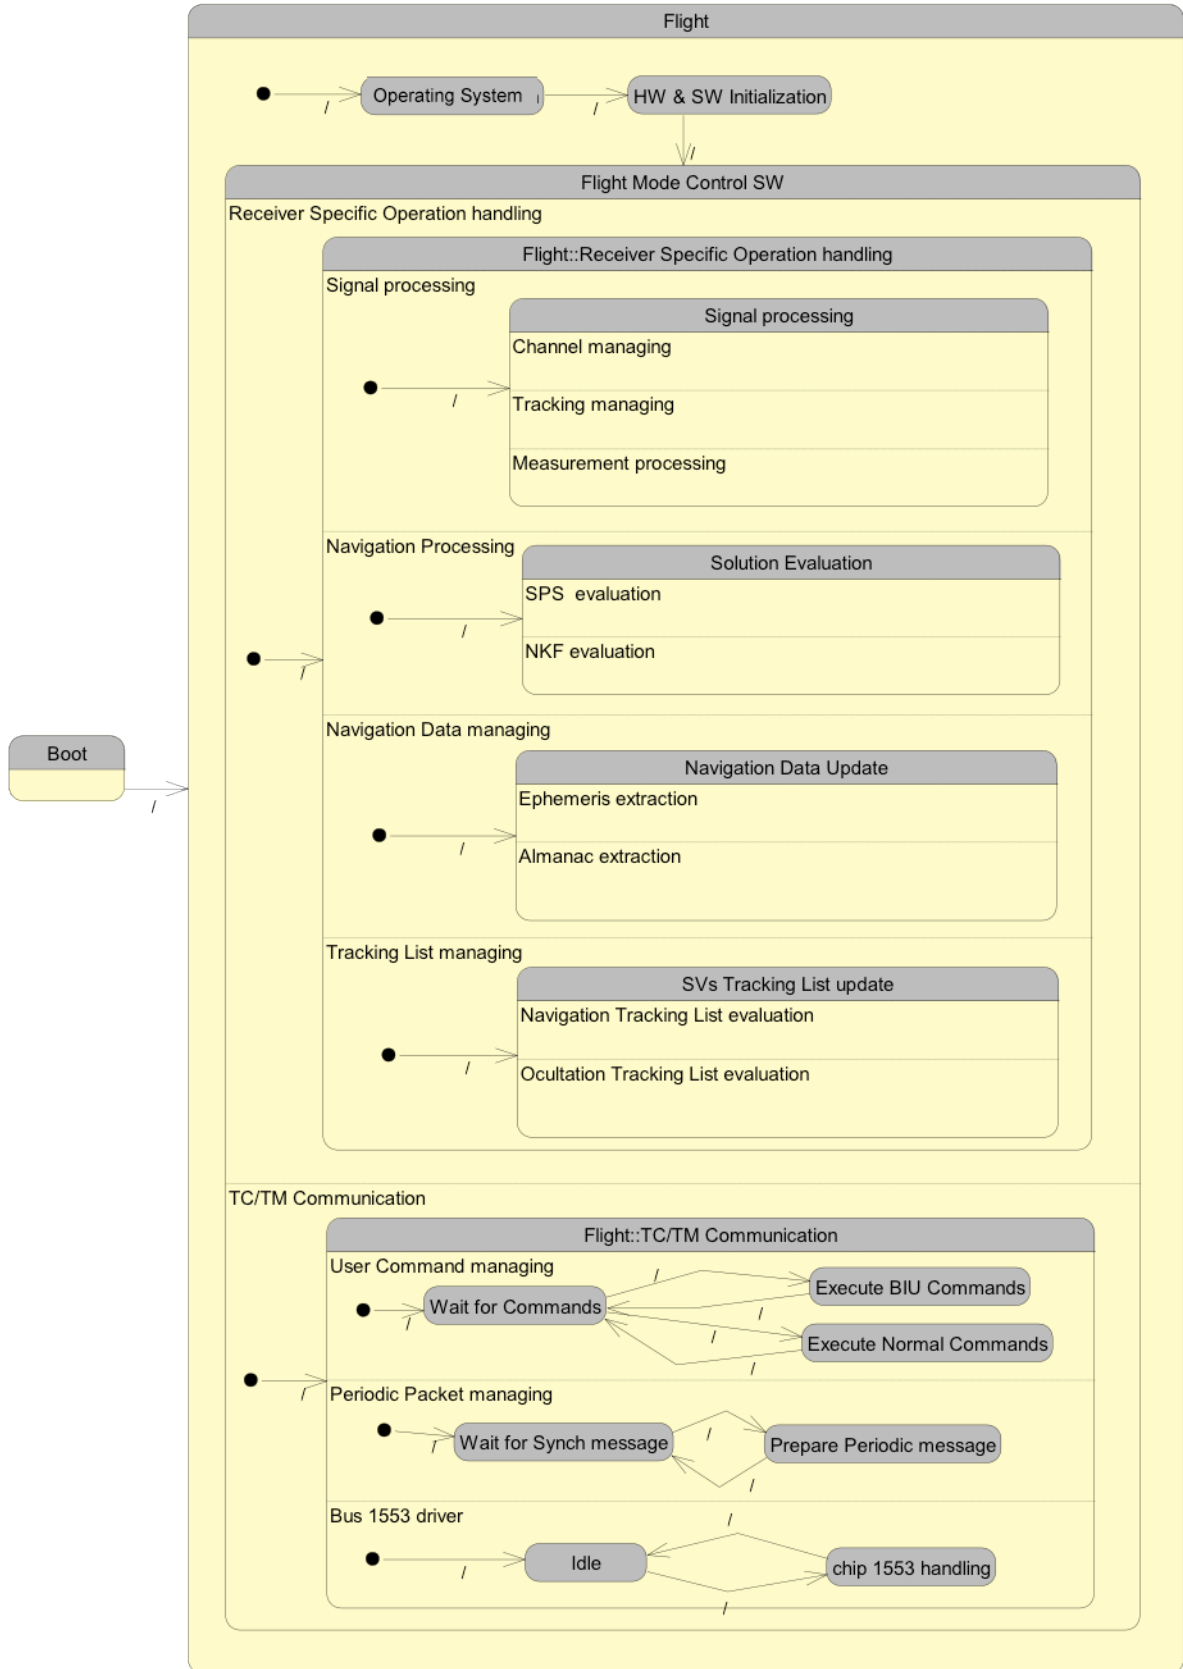 Flight
Operating System
/
HW & SW Initialization
/
/
Flight Mode Control SW
Receiver Specific Operation handling
Flight::Receiver Specific Operation handling
Signal processing
Signal processing
Channel managing
/
Tracking managing
Measurement processing
Navigation Processing
Solution Evaluation
SPS  evaluation
/
NKF evaluation
/
Navigation Data managing
Boot
/
Navigation Data Update
Ephemeris extraction
/
Almanac extraction
Tracking List managing
SVs Tracking List update
Navigation Tracking List evaluation
/
Ocultation Tracking List evaluation
TC/TM Communication
Flight::TC/TM Communication
User Command managing
/
Execute BIU Commands
Wait for Commands
/
/
/
Execute Normal Commands
/
/
Periodic Packet managing
/
Wait for Synch message
/
Prepare Periodic message
/
Bus 1553 driver
/
Idle
/
chip 1553 handling
/